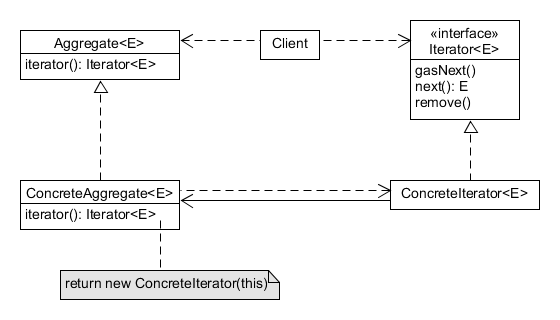 Aggregate<E>
iterator(): Iterator<E>
Client
«interface»
Iterator<E>
gasNext()
next(): E
remove()
ConcreteAggregate<E>
iterator(): Iterator<E>
ConcreteIterator<E>
return new ConcreteIterator(this)